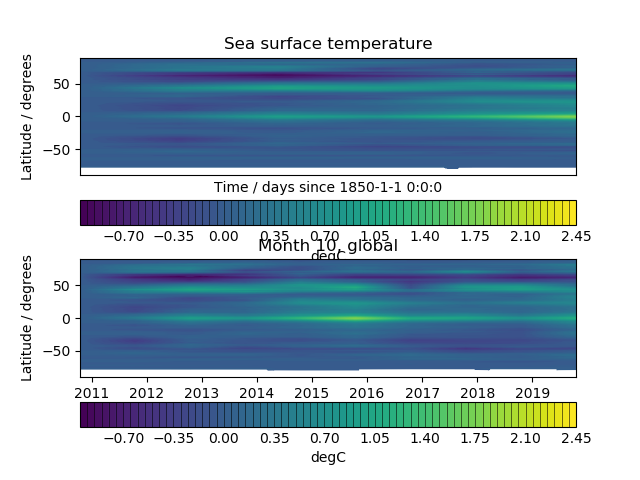 Sea surface temperature
Latitude / degrees
50
0
−50
Time / days since 1850-1-1 0:0:0
−0.70 −0.35 0.00 0.35 0.70 1.05 1.40 1.75 2.10 2.45
degC
Month 10, global
Latitude / degrees
50
0
−50
2011 2012 2013 2014 2015 2016 2017 2018 2019
−0.70 −0.35 0.00 0.35 0.70 1.05 1.40 1.75 2.10 2.45
degC